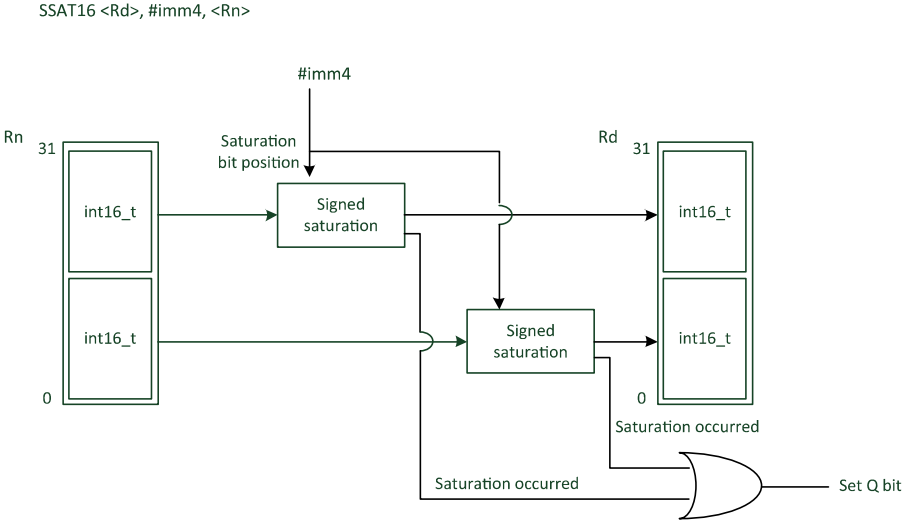 SSAT16 <Rd>, #imm4, <Rn>
#imm4
Rn
31
Saturation
bit position
Rd
31
int16_t
Signed
saturation
int16_t
int16_t
Signed
saturation
int16_t
0
0
Saturation occurred
Saturation occurred
Set Q bit